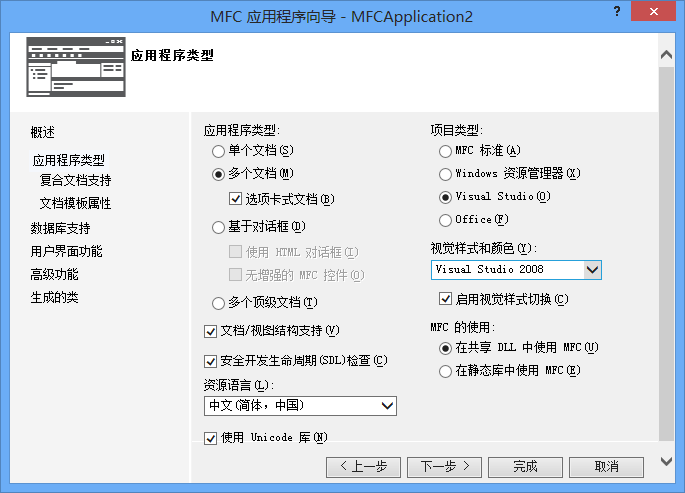 MFC 应用程序向导 - MFCApplication2
?
应用程序类型
概述
应用程序类型
复合文档支持
文档模板属性
数据库支持
用户界面功能
高级功能
生成的类
应用程序类型:
单个文档(S)
多个文档(M)
选项卡式文档(B)
基于对话框(D)
使用 HTML 对话框(I)
无增强的 MFC 控件(O)
多个顶级文档(T)
文档/视图结构支持(V)
安全开发生命周期(SDL)检查(C)
资源语言(L):
中文(简体，中国)
使用 Unicode 库(N)
项目类型:
MFC 标准(A)
Windows 资源管理器(X)
Visual Studio(O)
Office(F)
视觉样式和颜色(Y):
Visual Studio 2008
启用视觉样式切换(C)
MFC 的使用:
在共享 DLL 中使用 MFC(U)
在静态库中使用 MFC(E)
< 上一步
下一步 >
完成
取消